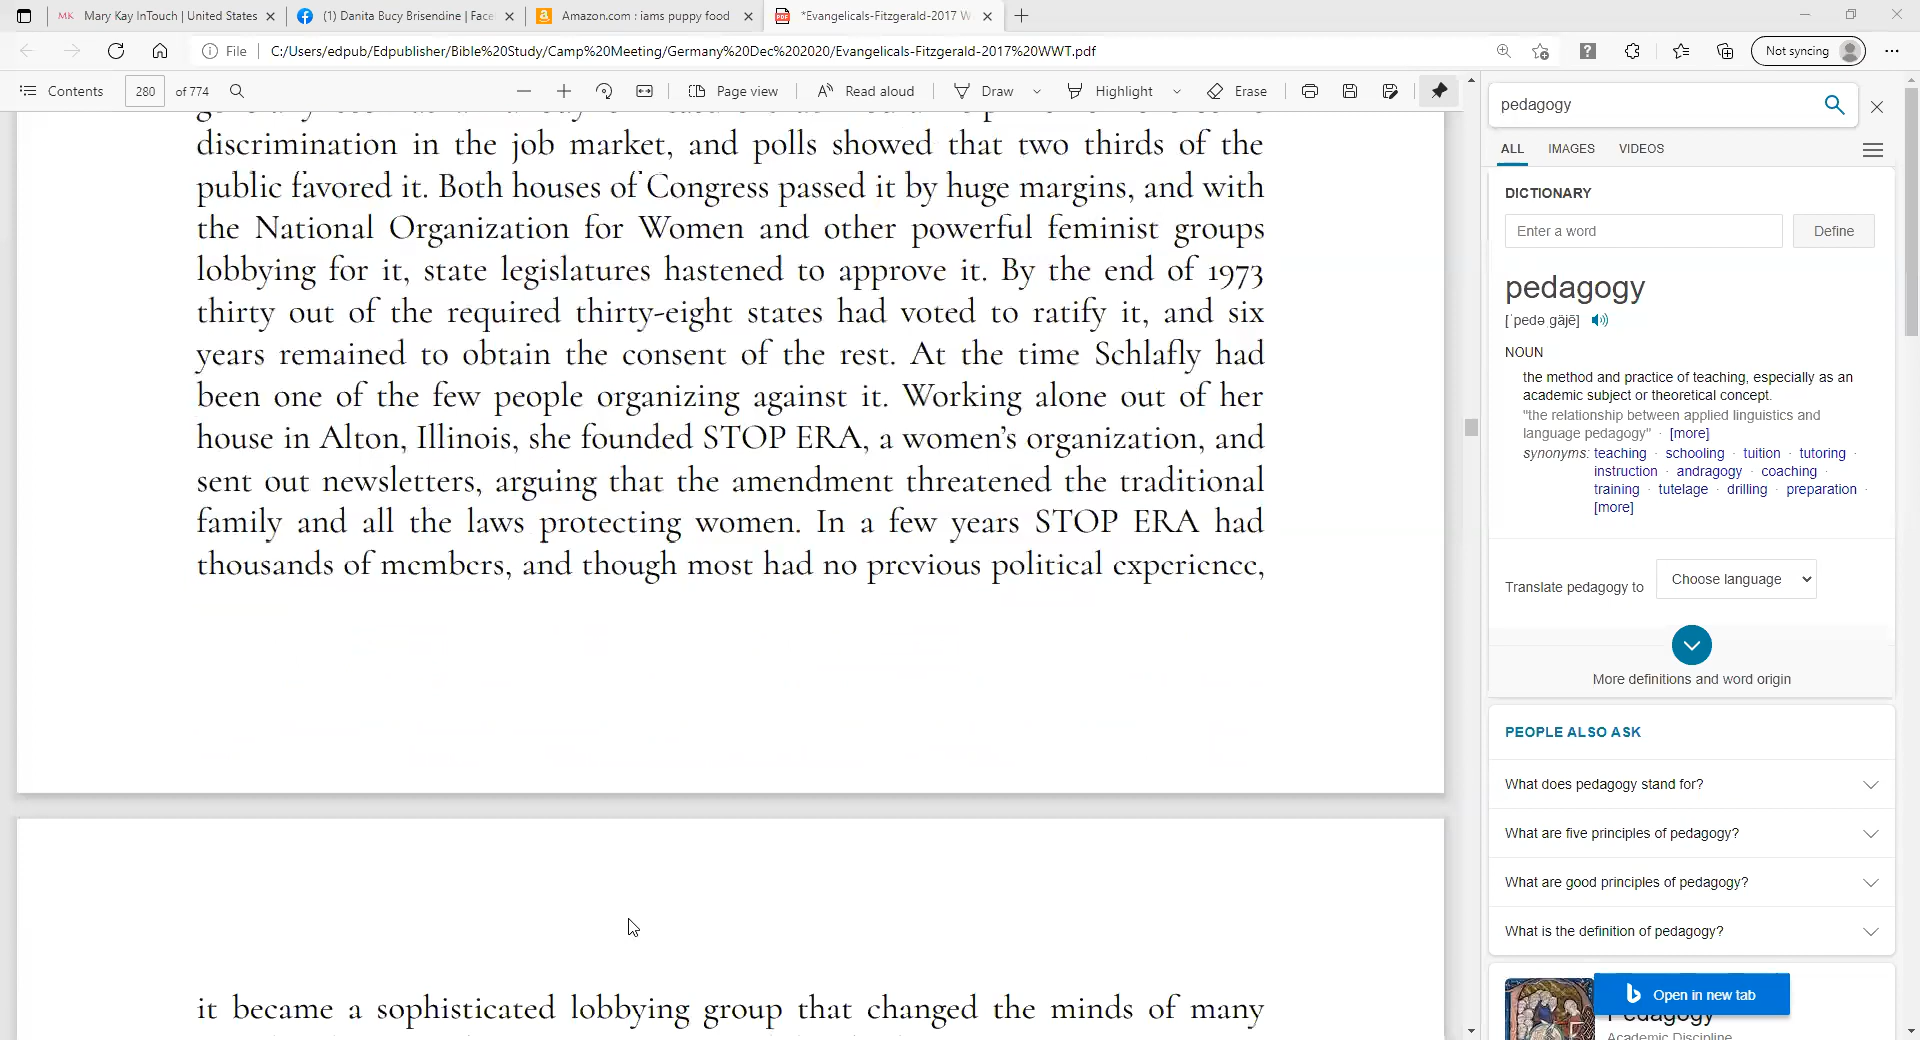 Mary Kay InTouch | United States
(1) Danita Bucy Brisendine | Face
Amazon.com : iams puppy food
*Evangelicals-Fitzgerald-2017 W
File
C:/Users/edpub/Edpublisher/Bible%20Study/Camp%20Meeting/Germany%20Dec%202020/Evangelicals-Fitzgerald-2017%20WWT.pdf
Not syncing
Contents
280
of 774
Page view
Read aloud
Draw
Highlight
Erase
discrimination in the job market, and polls showed that two thirds of the
public favored it. Both houses of Congress passed it by huge margins, and with
the National Organization for Women and other powerful feminist groups
lobbying for it, state legislatures hastened to approve it. By the end of 1973
thirty out of the required thirty-eight states had voted to ratify it, and six
years remained to obtain the consent of the rest. At the time Schlafly had
been one of the few people organizing against it. Working alone out of her
house in Alton, Illinois, she founded STOP ERA, a women's organization, and
sent out newsletters, arguing that the amendment threatened the traditional
family and all the laws protecting women. In a few years STOP ERA had
thousands of members, and though most had no previous political experience,
it became a sophisticated lobbying group that changed the minds of many
pedagogy
ALL
IMAGES
VIDEOS
DICTIONARY
Enter a word
Define
pedagogy
[ˈpedəˌɡäjē]
NOUN
the method and practice of teaching, especially as an
academic subject or theoretical concept.
"the relationship between applied linguistics and
language pedagogy" · [more]
synonyms: teaching · schooling · tuition · tutoring ·
instruction · andragogy · coaching ·
training · tutelage · drilling · preparation ·
[more]
Translate pedagogy to
Choose language
More definitions and word origin
PEOPLE ALSO ASK
What does pedagogy stand for?
What are five principles of pedagogy?
What are good principles of pedagogy?
What is the definition of pedagogy?
Open in new tab
Pedagogy
Academic Discipline